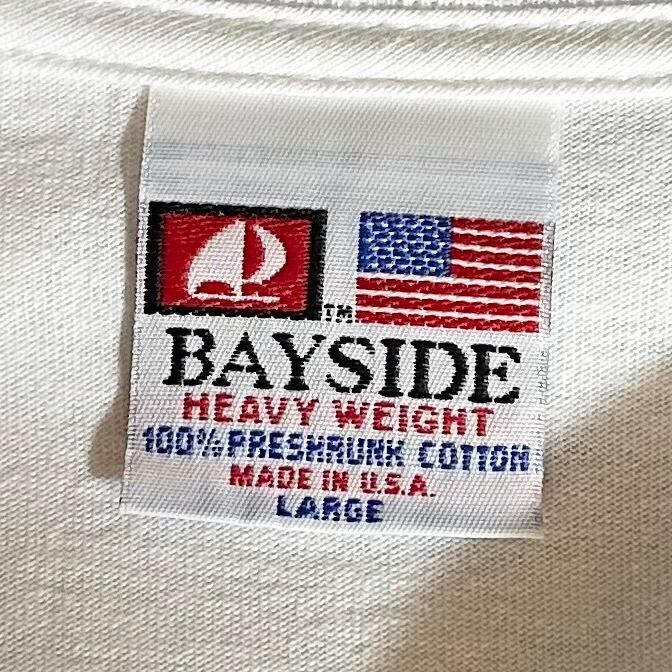 TM
BAYSIDE
HEAVY WEIGHT
100% PRESHRUNK COTTON
MADE IN U.S.A.
LARGE